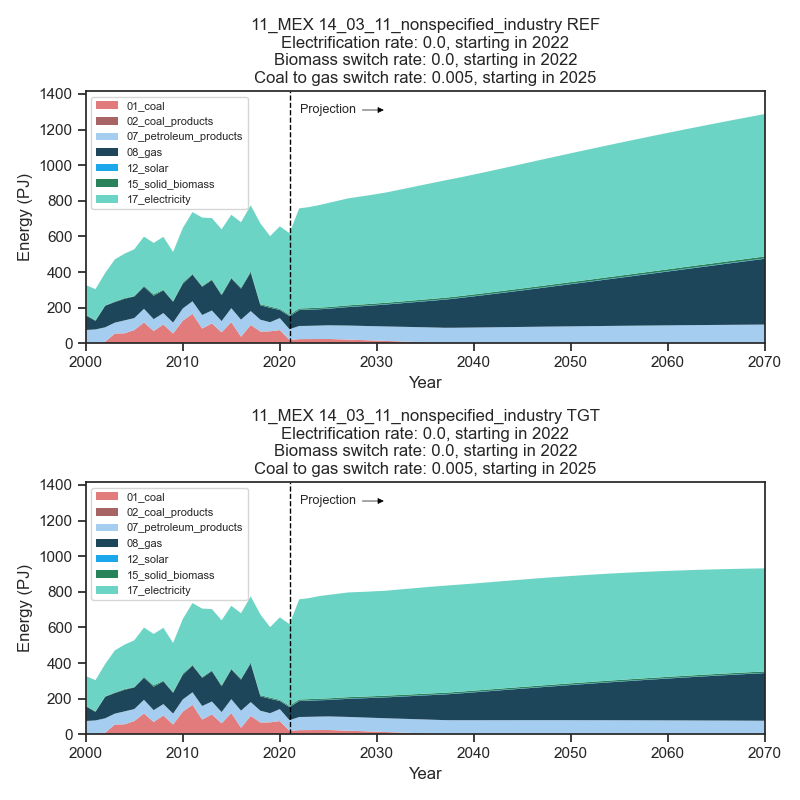 11_MEX 14_03_11_nonspecified_industry REF
Electrification rate: 0.0, starting in 2022
Biomass switch rate: 0.0, starting in 2022
Coal to gas switch rate: 0.005, starting in 2025
Energy (PJ)
1400
1200
1000
800
600
400
200
0
01_coal
02_coal_products
07_petroleum_products
08_gas
12_solar
15_solid_biomass
17_electricity
Projection
2000 2010 2020 2030 2040 2050 2060 2070
Year
11_MEX 14_03_11_nonspecified_industry TGT
Electrification rate: 0.0, starting in 2022
Biomass switch rate: 0.0, starting in 2022
Coal to gas switch rate: 0.005, starting in 2025
Energy (PJ)
1400
1200
1000
800
600
400
200
0
01_coal
02_coal_products
07_petroleum_products
08_gas
12_solar
15_solid_biomass
17_electricity
Projection
2000 2010 2020 2030 2040 2050 2060 2070
Year